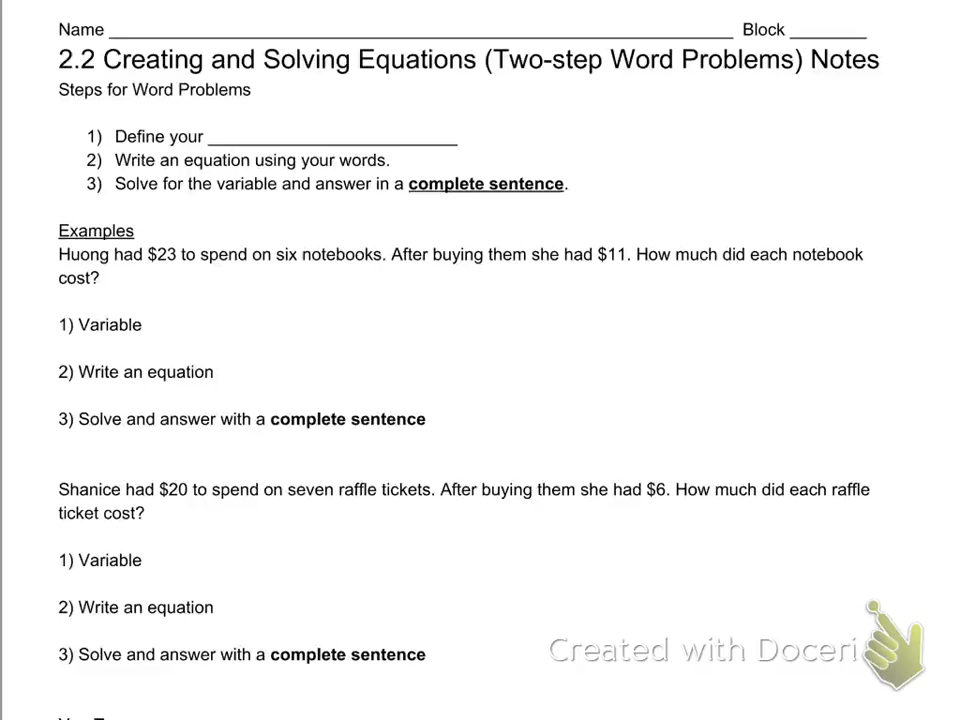 Name ______________________________ Block ________
2.2 Creating and Solving Equations (Two-step Word Problems) Notes
Steps for Word Problems
1) Define your __________________________
2) Write an equation using your words.
3) Solve for the variable and answer in a complete sentence.
Examples
Huong had $23 to spend on six notebooks. After buying them she had $11. How much did each notebook
cost?
1) Variable
2) Write an equation
3) Solve and answer with a complete sentence
Shanice had $20 to spend on seven raffle tickets. After buying them she had $6. How much did each raffle
ticket cost?
1) Variable
2) Write an equation
3) Solve and answer with a complete sentence
Created with Doceri